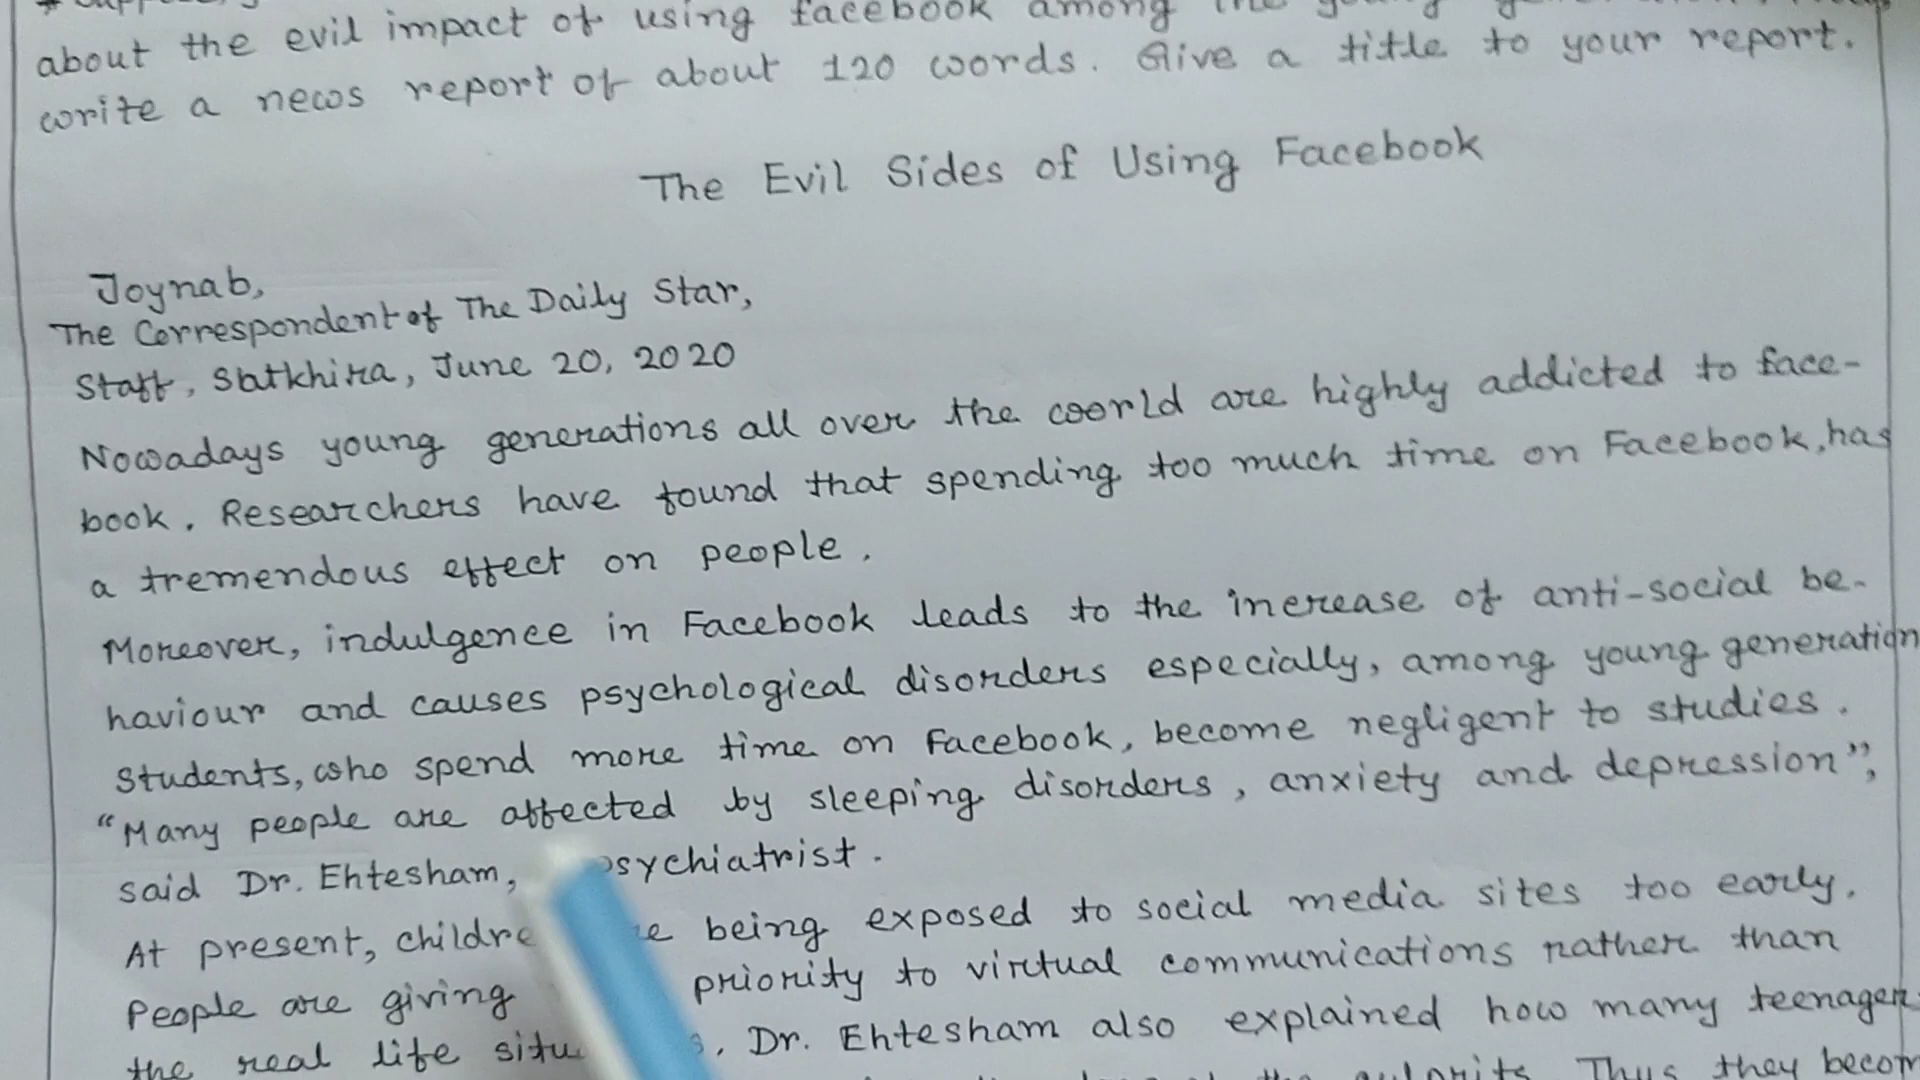 about the evil impact of using facebook among the
write a news report of about 120 words. Give a title to your report.
The Evil Sides of Using Facebook
Joynab,
The Correspondent of The Daily Star,
Staff, Satkhira, June 20, 2020
Nowadays young generations all over the world are highly addicted to face-
book. Researchers have found that spending too much time on Facebook, has
a tremendous effect on people.
Moreover, indulgence in Facebook leads to the increase of anti-social be-
haviour and causes psychological disorders especially, among young generation
Students, who spend more time on Facebook, become negligent to studies.
"Many people are affected by sleeping disorders, anxiety and depression",
said Dr. Ehtesham, psychiatrist.
At present, being exposed to social media sites too early.
People are giving priority to virtual communications rather than
the real life Dr. Ehtesham also explained how many teenager
Thus they